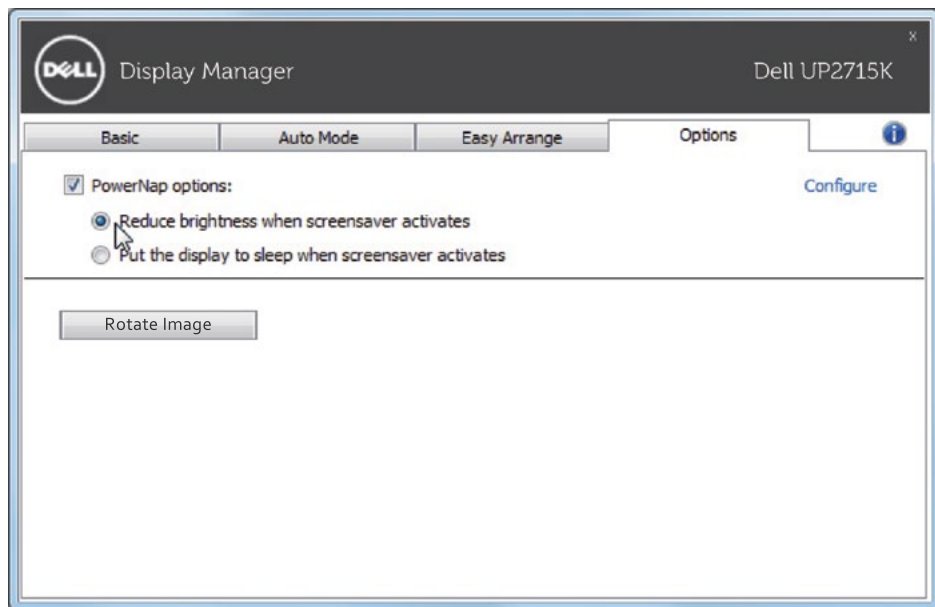 x
DELL Display Manager Dell UP2715K
Basic Auto Mode Easy Arrange Options i
PowerNap options: Configure
Reduce brightness when screensaver activates
Put the display to sleep when screensaver activates
Rotate Image